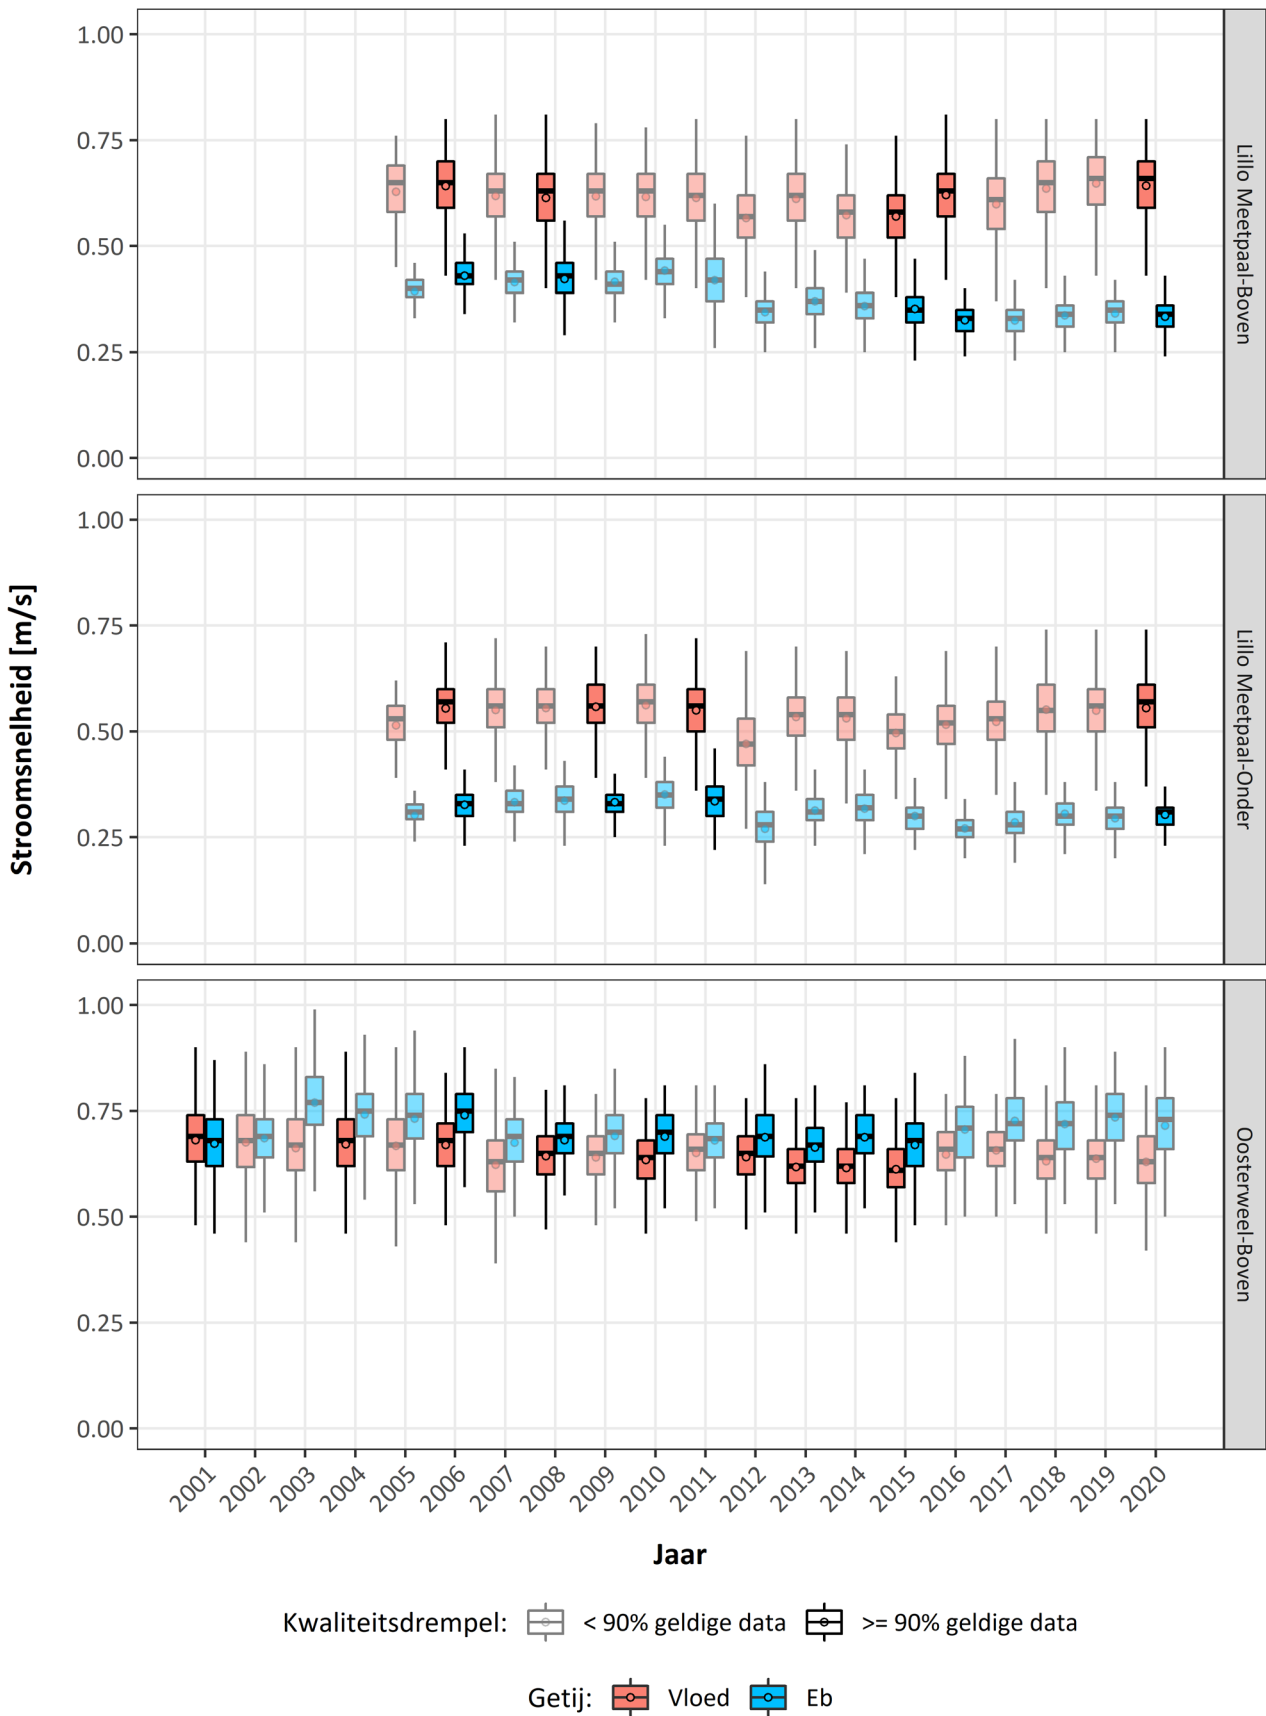 Stroomsnelheid [m/s]
1.00
0.75
0.50
0.25
0.00
Lillo Meetpaal-Boven
1.00
0.75
0.50
0.25
0.00
Lillo Meetpaal-Onder
1.00
0.75
0.50
0.25
0.00
Oosterweel-Boven
2001 2002 2003 2004 2005 2006 2007 2008 2009 2010 2011 2012 2013 2014 2015 2016 2017 2018 2019 2020
Jaar
Kwaliteitsdrempel: < 90% geldige data >= 90% geldige data
Getij: Vloed Eb